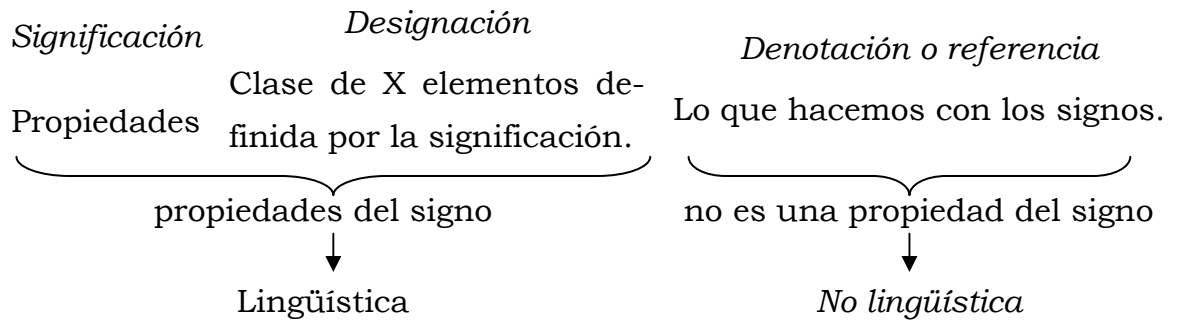 Significación
Designación
Denotación o referencia
Propiedades
Clase de X elementos de-
finida por la significación.
Lo que hacemos con los signos.
propiedades del signo
no es una propiedad del signo
Lingüística
No lingüística